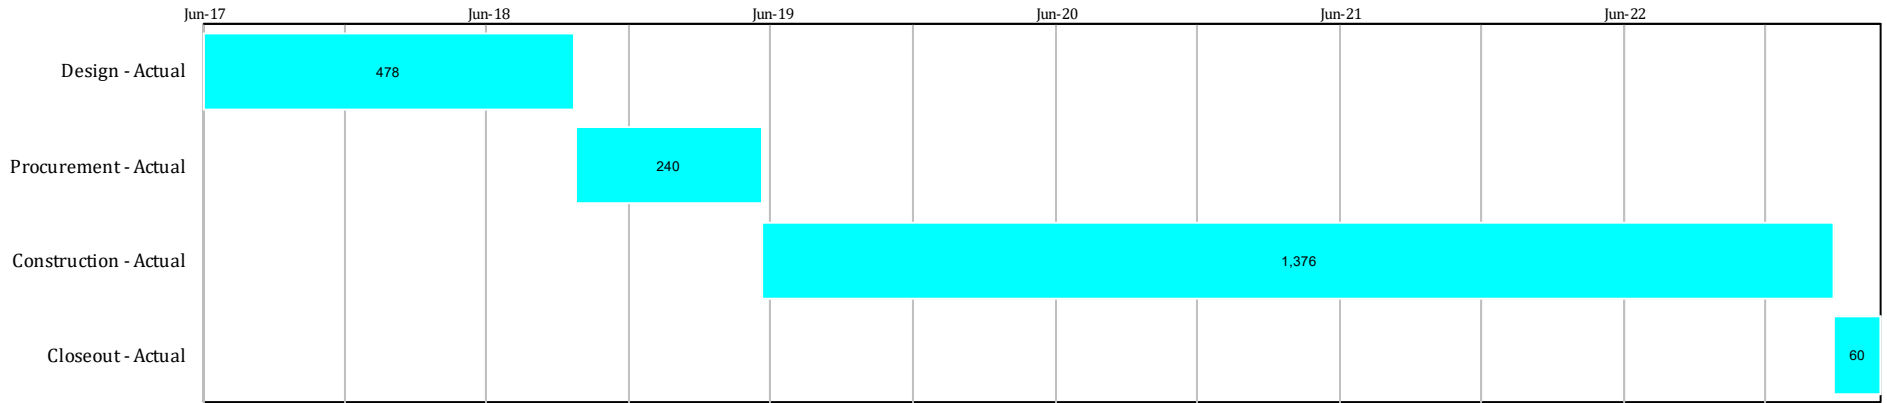 Jun-17 Jun-18 Jun-19 Jun-20 Jun-21 Jun-22
Design - Actual 478
Procurement - Actual 240
Construction - Actual 1,376
Closeout - Actual 60